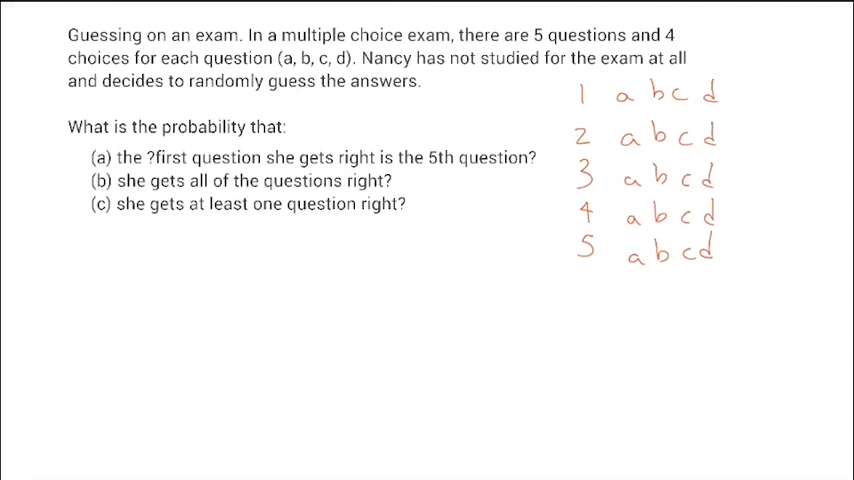 Guessing on an exam. In a multiple choice exam, there are 5 questions and 4
choices for each question (a, b, c, d). Nancy has not studied for the exam at all
and decides to randomly guess the answers.
What is the probability that:
(a) the ?first question she gets right is the 5th question?
(b) she gets all of the questions right?
(c) she gets at least one question right?
1 a b c d
2 a b c d
3 a b c d
4 a b c d
5 a b c d